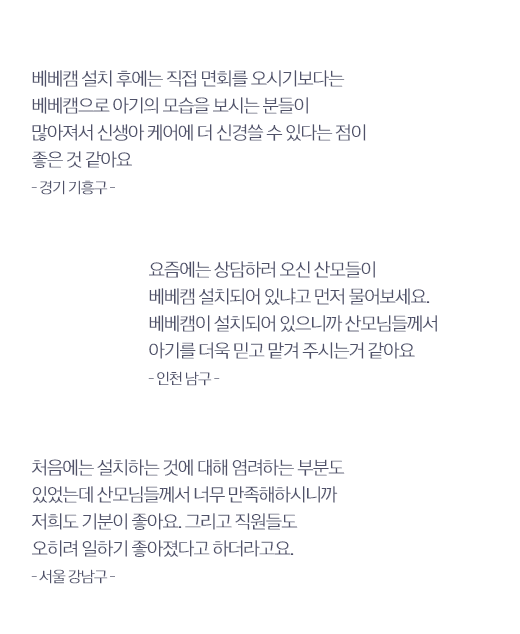 베베캠 설치 후에는 직접 면회를 오시기보다는
베베캠으로 아기의 모습을 보시는 분들이
많아져서 신생아 케어에 더 신경쓸 수 있다는 점이
좋은 것 같아요
- 경기 기흥구 -
요즘에는 상담하러 오신 산모들이
베베캠 설치되어 있냐고 먼저 물어보세요.
베베캠이 설치되어 있으니까 산모님들께서
아기를 더욱 믿고 맡겨 주시는거 같아요
- 인천 남구 -
처음에는 설치하는 것에 대해 염려하는 부분도
있었는데 산모님들께서 너무 만족해하시니까
저희도 기분이 좋아요. 그리고 직원들도
오히려 일하기 좋아졌다고 하더라고요.
- 서울 강남구 -